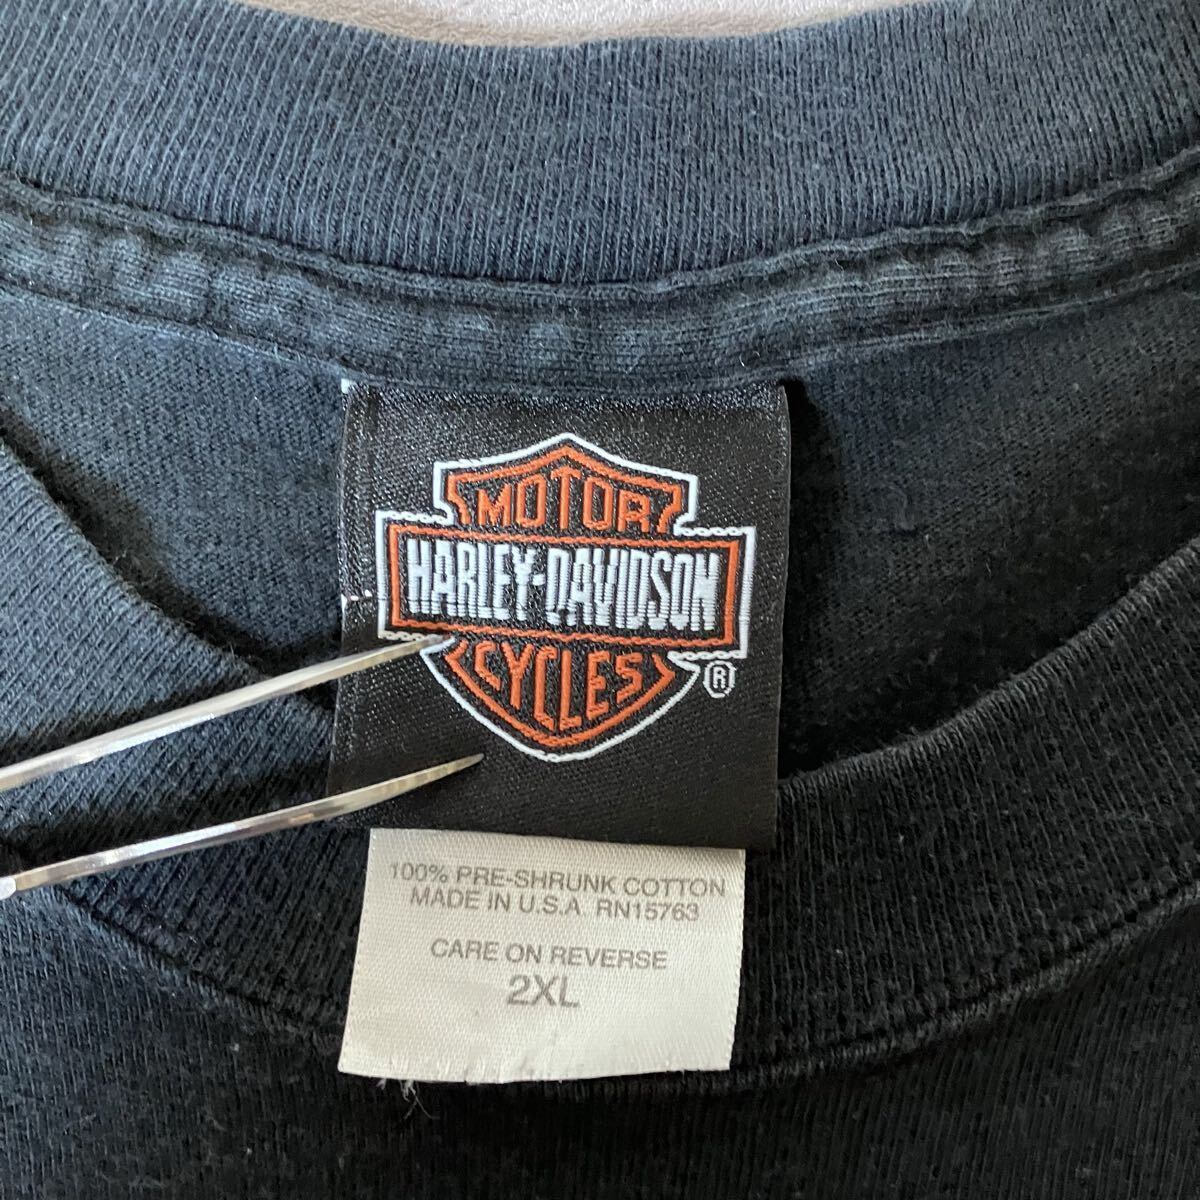 MOTOR
HARLEY-DAVIDSON
CYCLES
®
100% PRE-SHRUNK COTTON
MADE IN U.S.A RN15763
CARE ON REVERSE
2XL